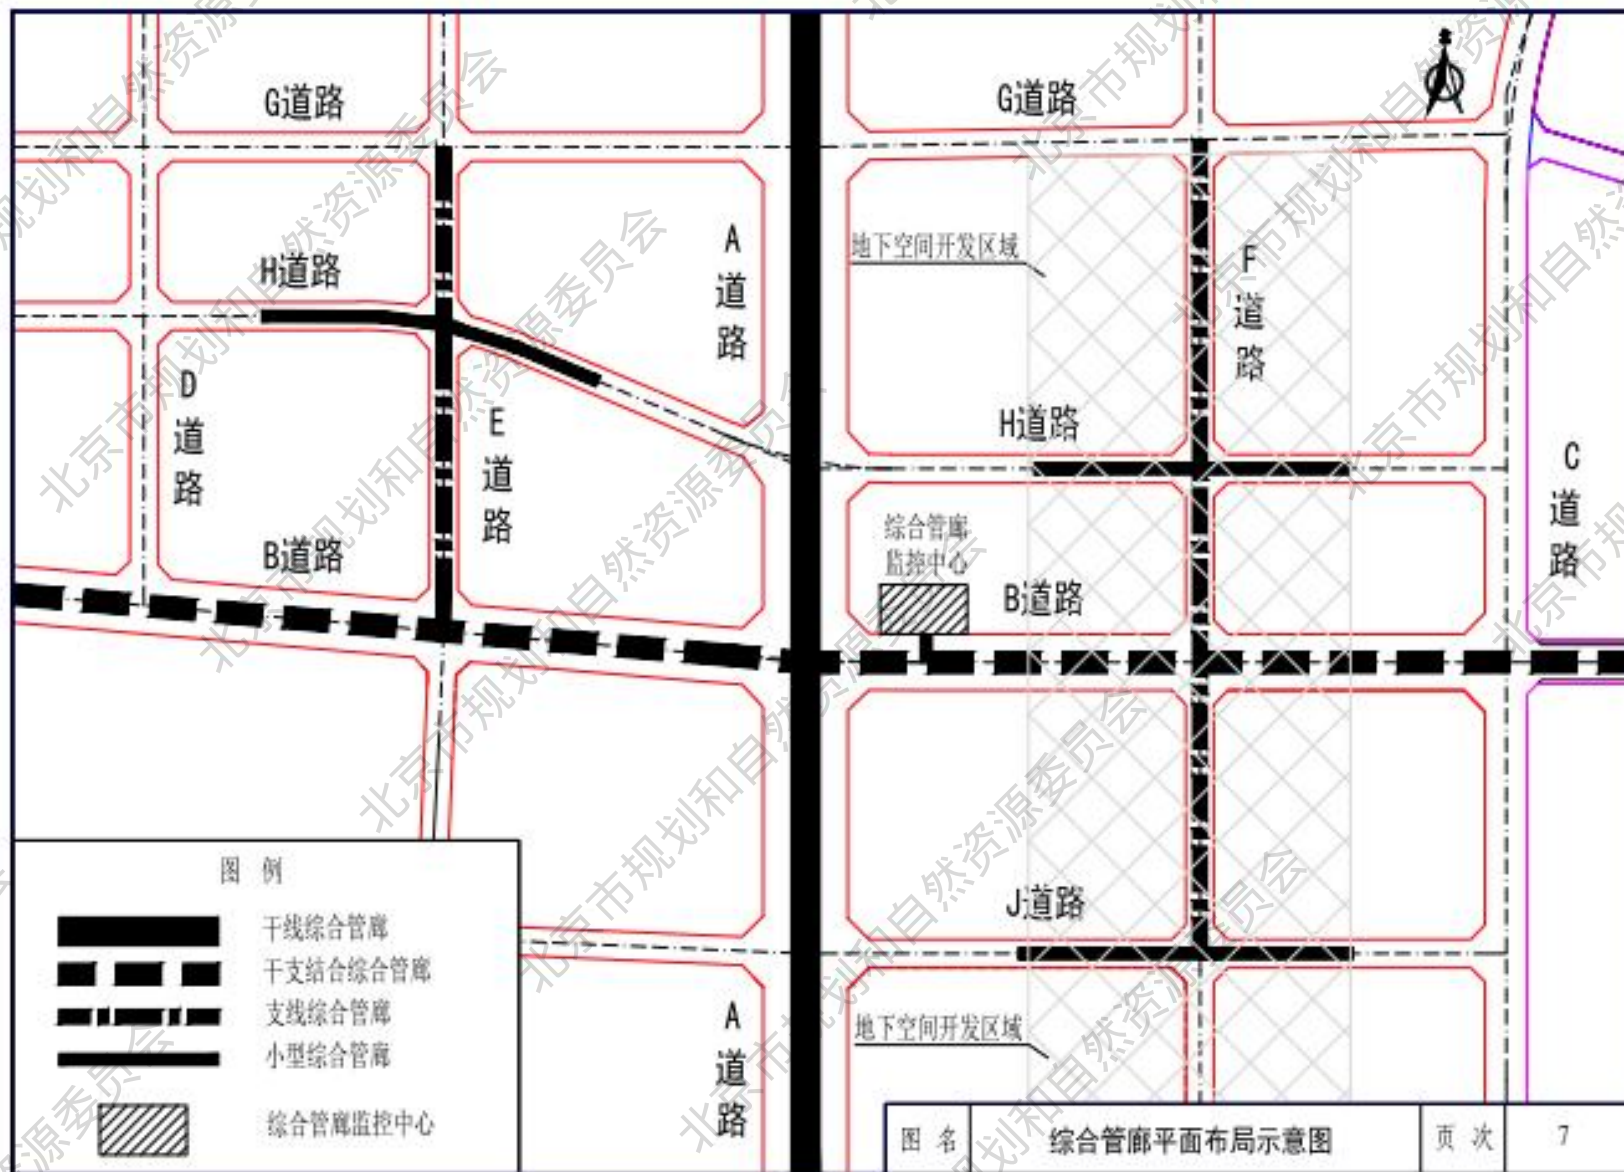 G道路
G道路
H道路
A道路
地下空间开发区域
F道路
D道路
E道路
H道路
C道路
B道路
综合管廊
监控中心
B道路
J道路
地下空间开发区域
A道路
图 例
干线综合管廊
干支结合综合管廊
支线综合管廊
小型综合管廊
综合管廊监控中心
图 名
综合管廊平面布局示意图
页 次
7
北京市规划和自然资源委员会